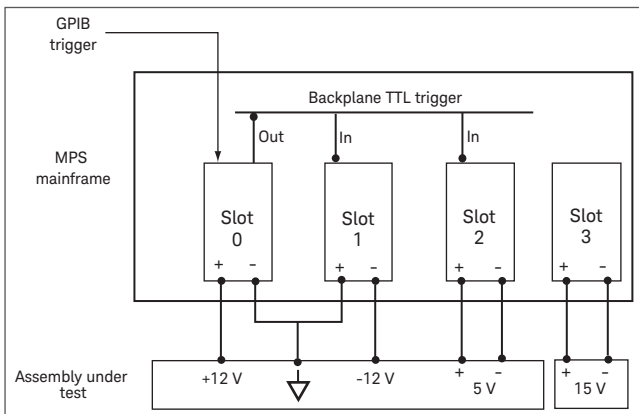 GPIB
trigger
Backplane TTL trigger
Out
In
In
MPS
mainframe
Slot
0
Slot
1
Slot
2
Slot
3
+ -
+ -
+ -
+ -
Assembly under
test
+12 V
-12 V
+ -
5 V
+ -
15 V